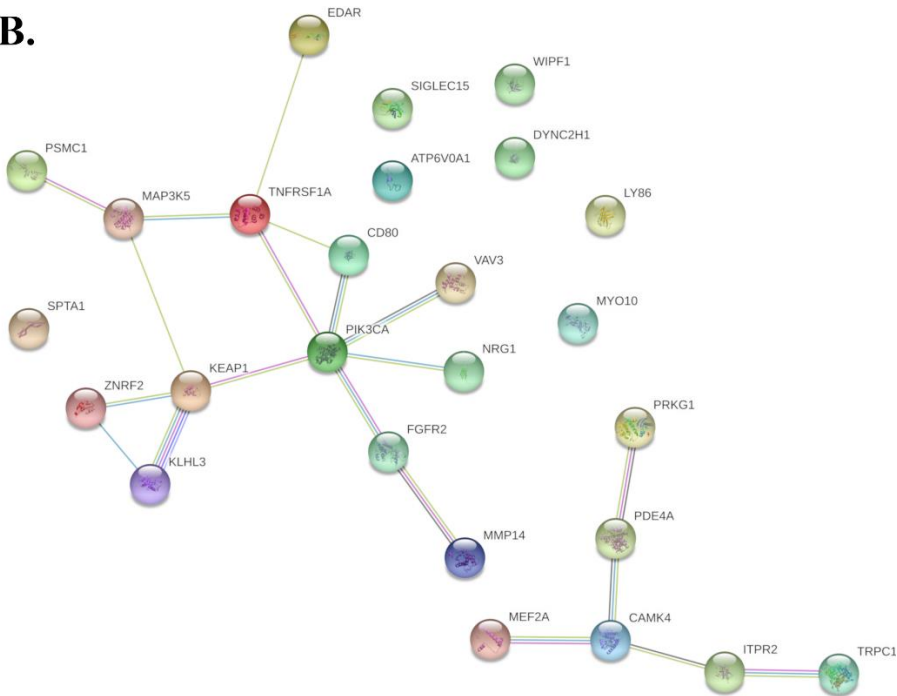 B.
EDAR
WIPF1
SIGLEC15
DYNC2H1
PSMC1
ATP6V0A1
MAP3K5
TNFRSF1A
LY86
CD80
VAV3
SPTA1
MYO10
PIK3CA
NRG1
KEAP1
ZNRF2
PRKG1
FGFR2
KLHL3
PDE4A
MMP14
MEF2A
CAMK4
ITPR2
TRPC1